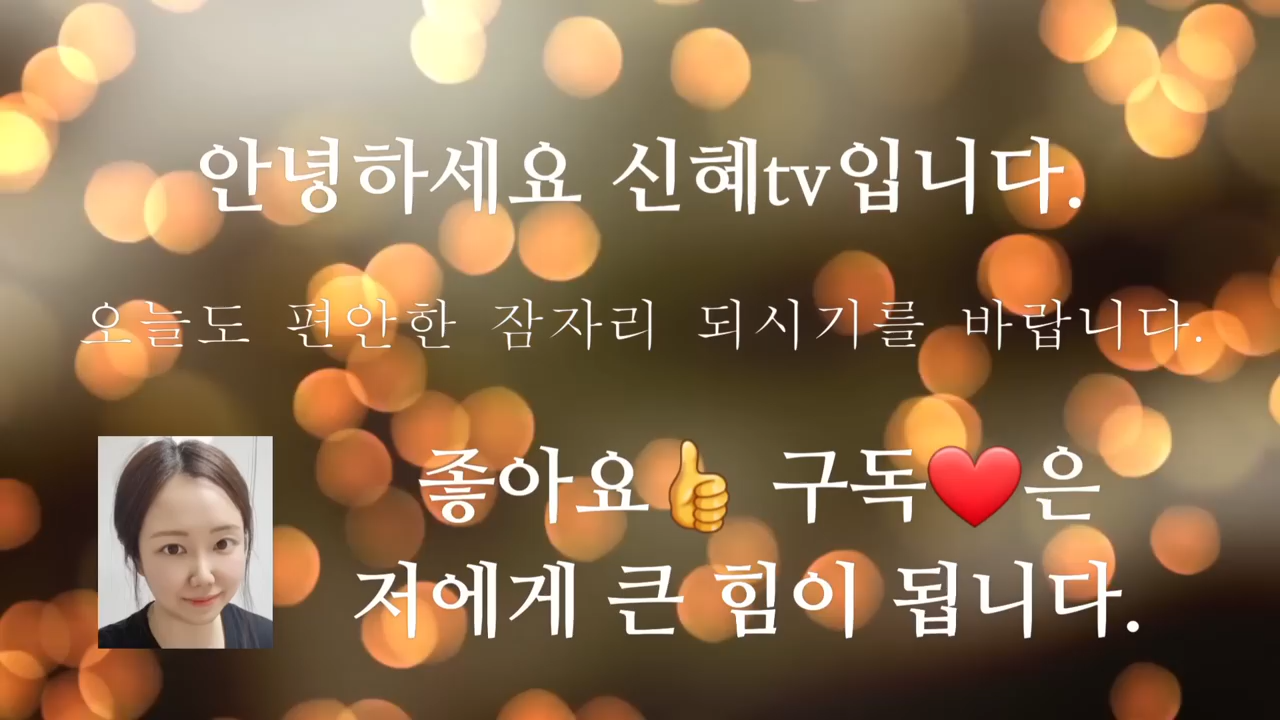 안녕하세요 신혜tv입니다.
오늘도 편안한 잠자리 되시기를 바랍니다.
좋아요👍 구독❤️은
저에게 큰 힘이 됩니다.